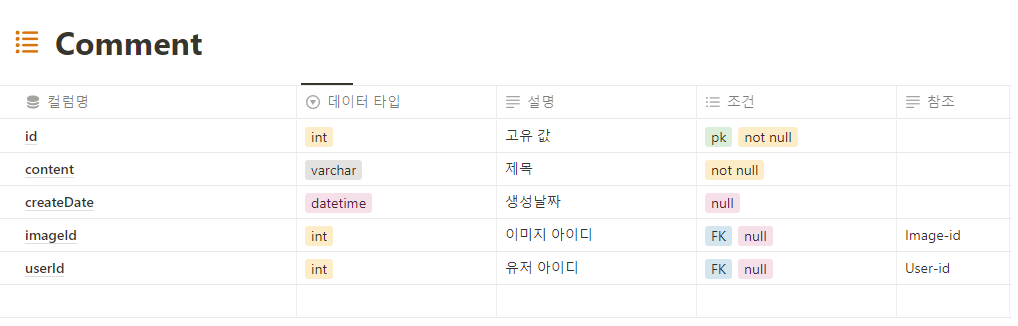 Comment
컬럼명 데이터 타입 설명 조건 참조
id int 고유 값 pk not null
content varchar 제목 not null
createDate datetime 생성날짜 null
imageId int 이미지 아이디 FK null Image-id
userId int 유저 아이디 FK null User-id